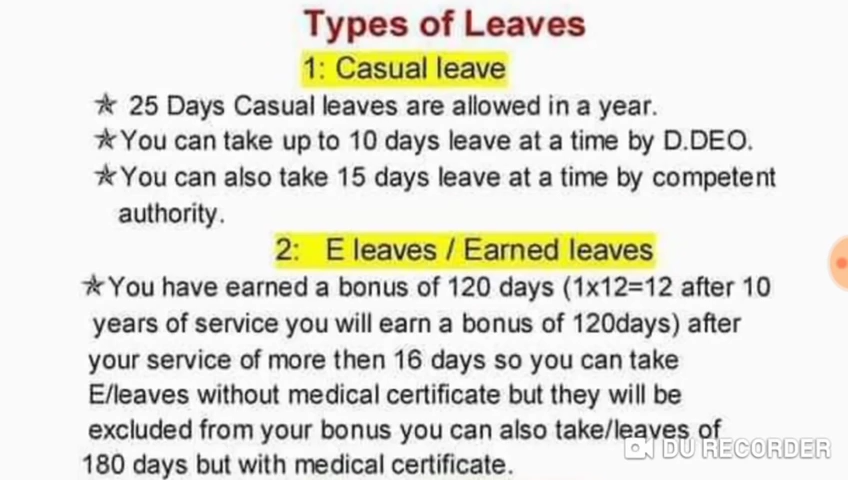 Types of Leaves
1: Casual leave
✯ 25 Days Casual leaves are allowed in a year.
✯You can take up to 10 days leave at a time by D.DEO.
✯You can also take 15 days leave at a time by competent
authority.
2: E leaves / Earned leaves
✯You have earned a bonus of 120 days (1x12=12 after 10
years of service you will earn a bonus of 120days) after
your service of more then 16 days so you can take
E/leaves without medical certificate but they will be
excluded from your bonus you can also take/leaves of
180 days but with medical certificate.
DU RECORDER